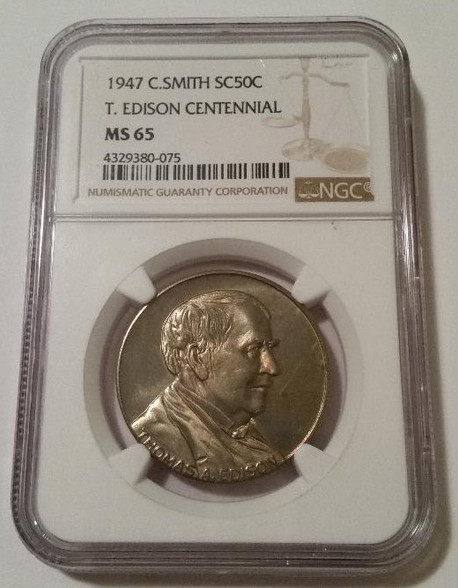 1947 C.SMITH SC50C
T. EDISON CENTENNIAL
MS 65
4329380-075
NUMISMATIC GUARANTY CORPORATION
NGC®
THOMAS A. EDISON